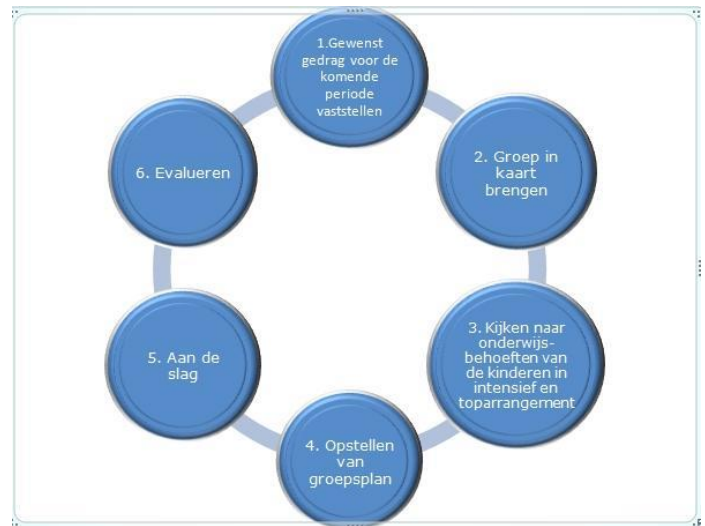 1.Gewenst
gedrag voor de
komende
periode
vaststellen
2. Groep in
kaart
brengen
3. Kijken naar
onderwijs-
behoeften van
de kinderen in
intensief en
toparrangement
4. Opstellen
van
groepsplan
5. Aan de
slag
6. Evalueren